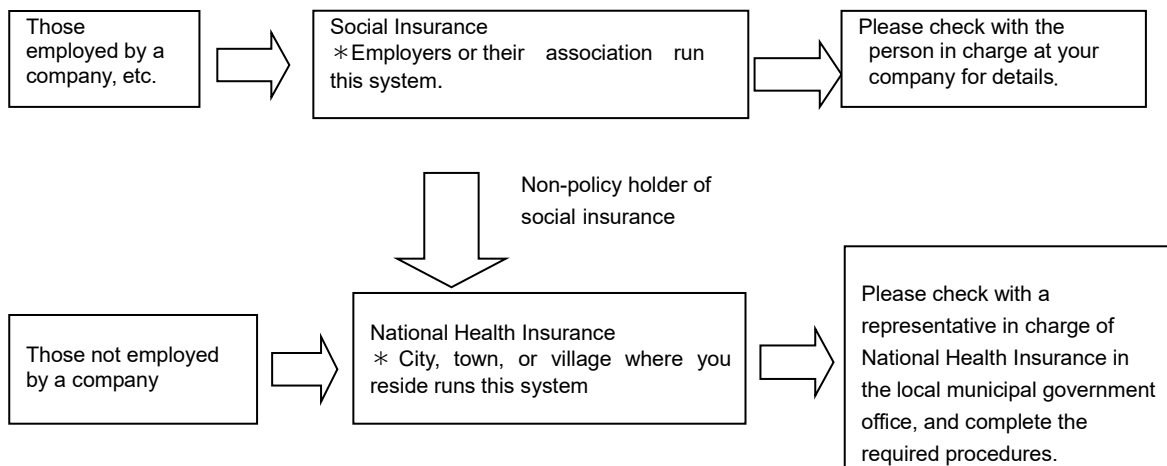 Those
employed by a
company, etc.
Social Insurance
＊Employers or their association run
this system.
Please check with the
person in charge at your
company for details.
Non-policy holder of
social insurance
Those not employed
by a company
National Health Insurance
＊ City, town, or village where you
reside runs this system
Please check with a
representative in charge of
National Health Insurance in
the local municipal government
office, and complete the
required procedures.